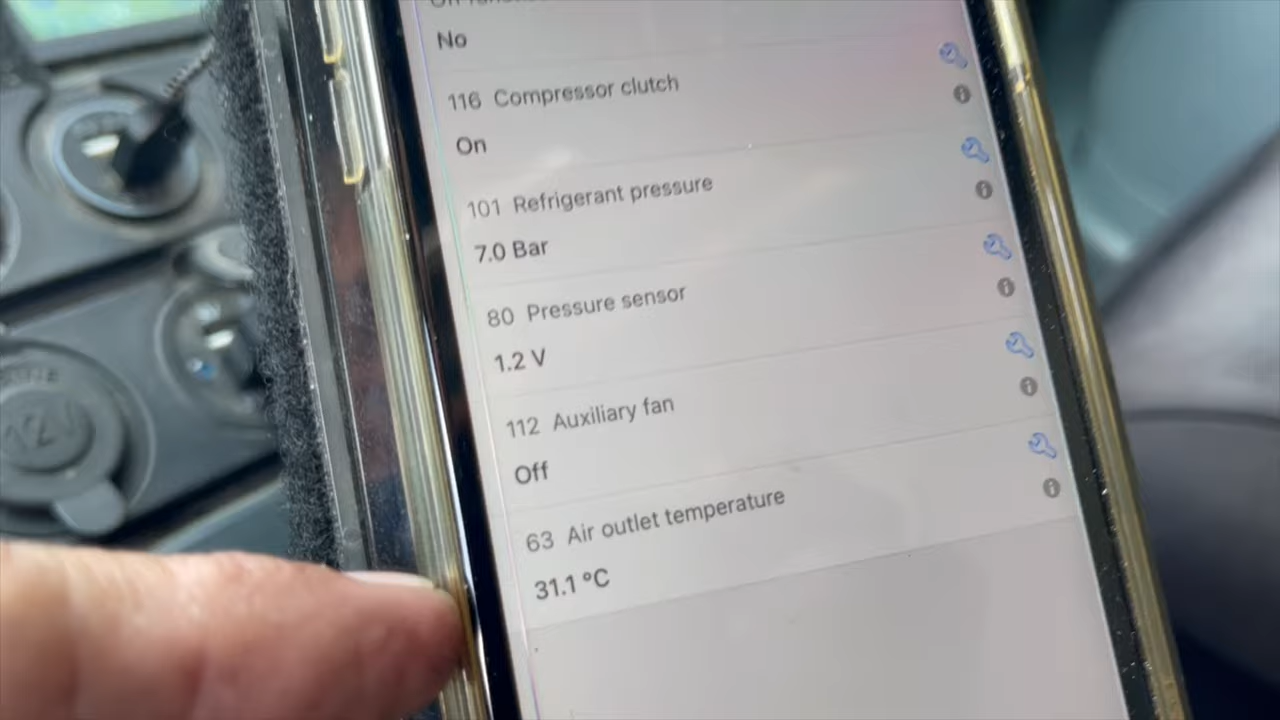 No
116 Compressor clutch
On
101 Refrigerant pressure
7.0 Bar
80 Pressure sensor
1.2 V
112 Auxiliary fan
Off
63 Air outlet temperature
31.1 °C
12V